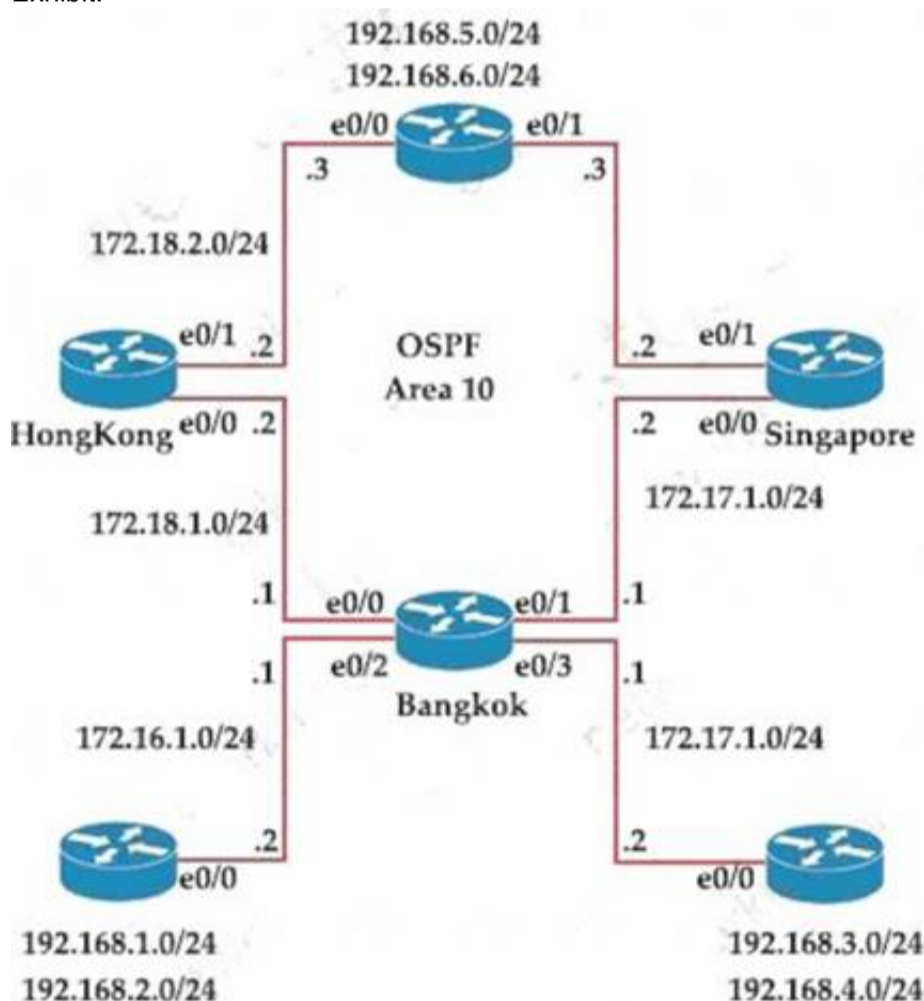 Exhibit:
192.168.5.0/24
192.168.6.0/24
e0/0 e0/1
.3 .3
172.18.2.0/24
e0/1 .2
OSPF
Area 10
.2 e0/1
HongKong e0/0 .2
.2 e0/0 Singapore
172.18.1.0/24
172.17.1.0/24
.1 e0/0 e0/1 .1
.1 e0/2 e0/3 .1
Bangkok
172.16.1.0/24
172.17.1.0/24
.2 e0/0
.2 e0/0
192.168.1.0/24
192.168.2.0/24
192.168.3.0/24
192.168.4.0/24